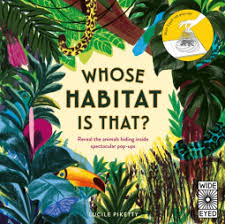 WHOSE
HABITAT
IS THAT?
Reveal the animals hiding inside
spectacular pop-ups
LUCILE PIKETTY
WIDE
EYED